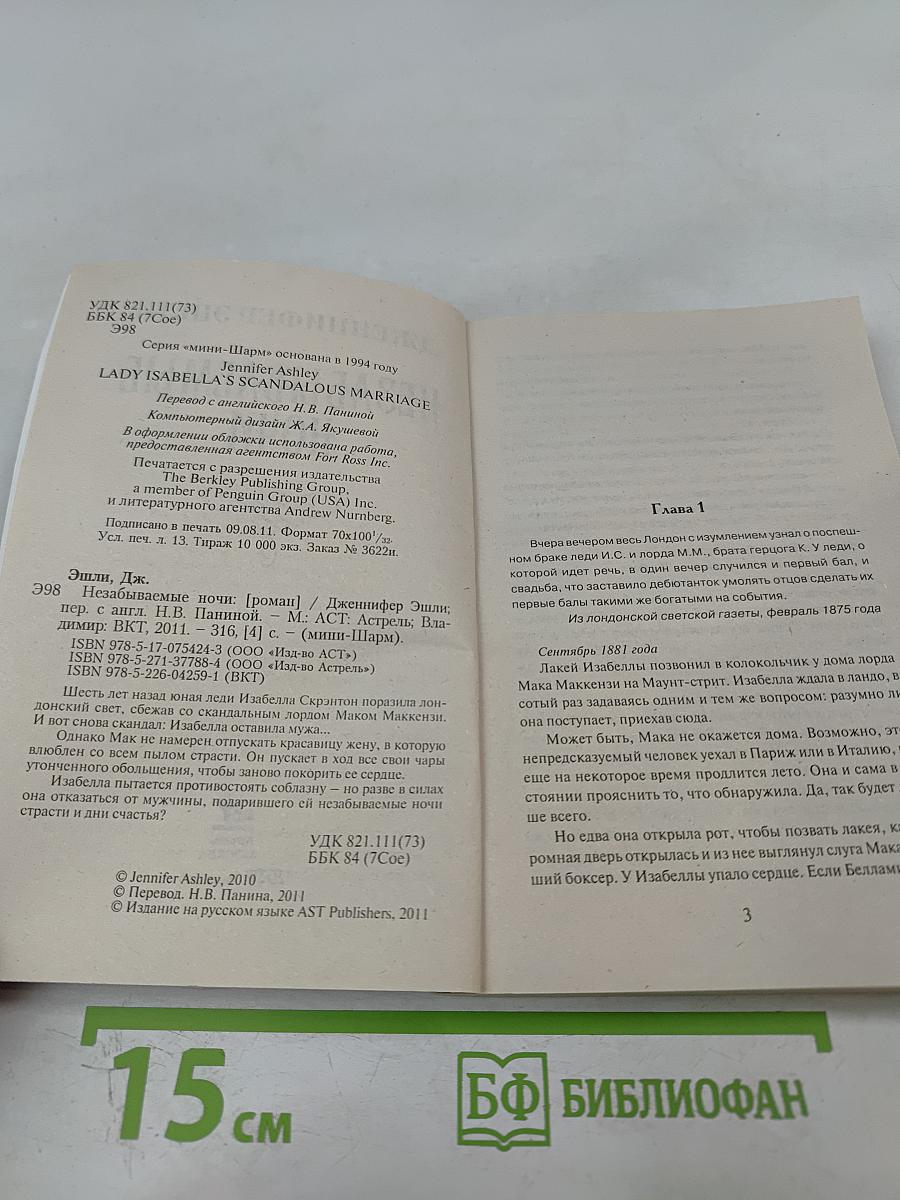 УДК 821.111(73)
ББК 84 (7Сое)
Э98
Серия «мини-Шарм» основана в 1994 году
Jennifer Ashley
LADY ISABELLA`S SCANDALOUS MARRIAGE
Перевод с английского Н.В. Паниной
Компьютерный дизайн Ж.А. Якушевой
В оформлении обложки использована работа,
предоставленная агентством Fort Ross Inc.
Печатается с разрешения издательства
The Berkley Publishing Group,
a member of Penguin Group (USA) Inc.
и литературного агентства Andrew Nurnberg.
Подписано в печать 09.08.11. Формат 70x100 1/32.
Усл. печ. л. 13. Тираж 10 000 экз. Заказ № 3622и.
Эшли, Дж.
Э98 Незабываемые ночи: [роман] / Дженнифер Эшли;
пер. с англ. Н.В. Паниной. – М.: АСТ: Астрель; Вла-
димир: ВКТ, 2011. – 316, [4] с. – (мини-Шарм).
ISBN 978-5-17-075424-3 (ООО «Изд-во АСТ»)
ISBN 978-5-271-37788-4 (ООО «Изд-во Астрель»)
ISBN 978-5-226-04259-1 (ВКТ)
Шесть лет назад юная леди Изабелла Скрэнтон поразила лон-
донский свет, сбежав со скандальным лордом Маком Маккензи.
И вот снова скандал: Изабелла оставила мужа...
Однако Мак не намерен отпускать красавицу жену, в которую
влюблен со всем пылом страсти. Он пускает в ход все свои чары
утонченного обольщения, чтобы заново покорить ее сердце.
Изабелла пытается противостоять соблазну – но разве в силах
она отказаться от мужчины, подарившего ей незабываемые ночи
страсти и дни счастья?
УДК 821.111(73)
ББК 84 (7Сое)
© Jennifer Ashley, 2010
© Перевод. Н.В. Панина, 2011
© Издание на русском языке AST Publishers, 2011
Глава 1
Вчера вечером весь Лондон с изумлением узнал о поспеш-
ном браке леди И.С. и лорда М.М., брата герцога К. У леди, о
которой идет речь, в один вечер случился и первый бал, и
свадьба, что заставило дебютанток умолять отцов сделать их
первые балы такими же богатыми на события.
Из лондонской светской газеты, февраль 1875 года
Сентябрь 1881 года
Лакей Изабеллы позвонил в колокольчик у дома лорда
Мака Маккензи на Маунт-стрит. Изабелла ждала в ландо, в
сотый раз задаваясь одним и тем же вопросом: разумно ли
она поступает, приехав сюда.
Может быть, Мака не окажется дома. Возможно, эт
непредсказуемый человек уехал в Париж или в Италию,
еще на некоторое время продлится лето. Она и сама в
стоянии прояснить то, что обнаружила. Да, так будет
ше всего.
Но едва она открыла рот, чтобы позвать лакея, к
ромная дверь открылась и из нее выглянул слуга Мака
ший боксер. У Изабеллы упало сердце. Если Беллам
3
15 см
БФ БИБЛИОФАН